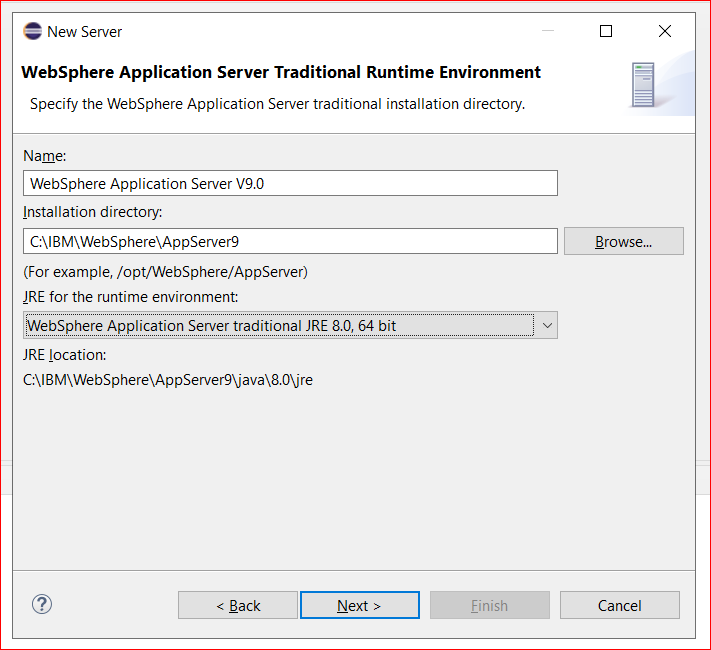 New Server
WebSphere Application Server Traditional Runtime Environment
Specify the WebSphere Application Server traditional installation directory.
Name:
WebSphere Application Server V9.0
Installation directory:
C:\IBM\WebSphere\AppServer9
Browse...
(For example, /opt/WebSphere/AppServer)
JRE for the runtime environment:
WebSphere Application Server traditional JRE 8.0, 64 bit
JRE location:
C:\IBM\WebSphere\AppServer9\java\8.0\jre
?
< Back
Next >
Finish
Cancel